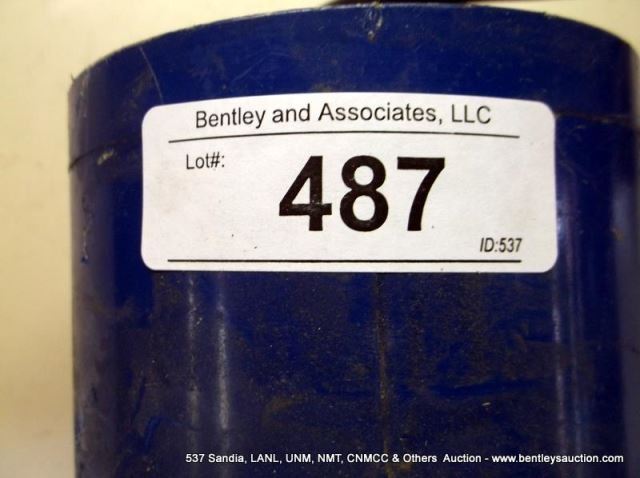 Bentley and Associates, LLC
Lot#:
487
ID:537
537 Sandia, LANL, UNM, NMT, CNMCC & Others Auction - www.bentleysauction.com